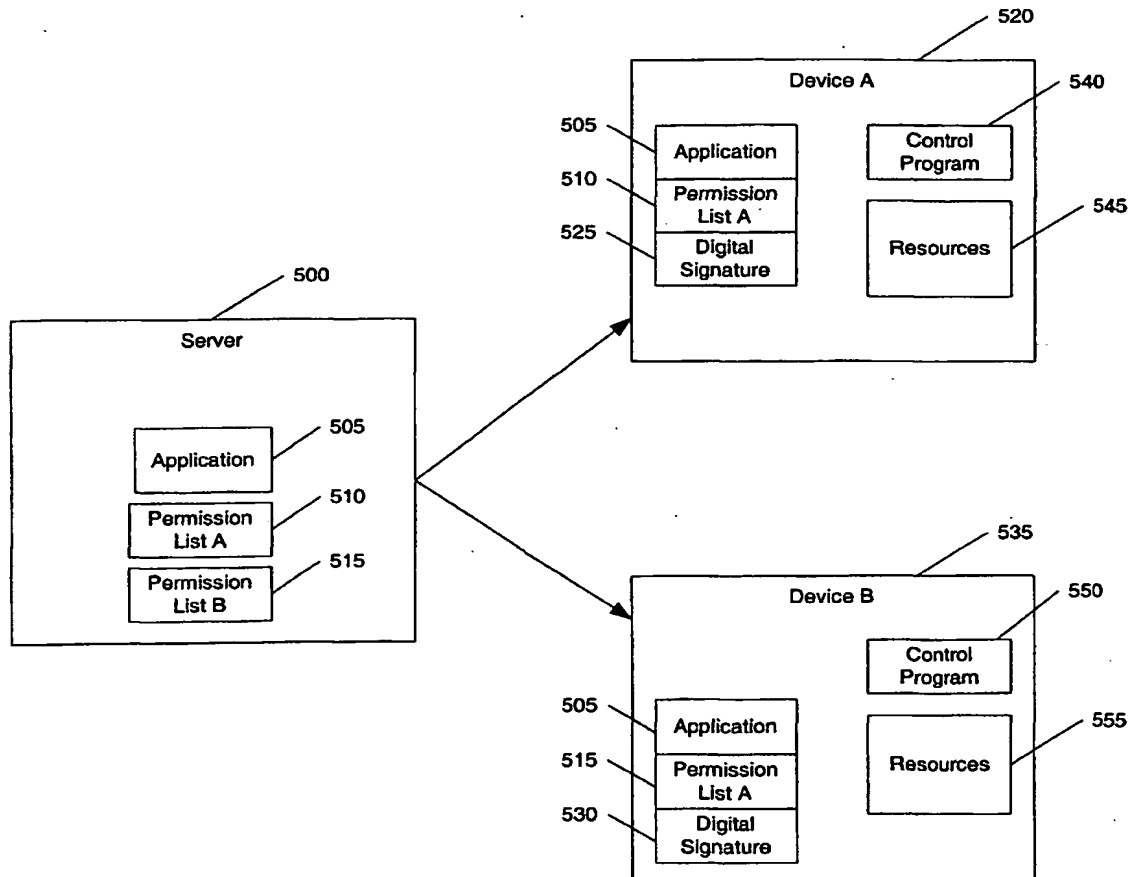 520
Device A
540
505
Application
Control
Program
510
Permission
List A
545
525
Digital
Signature
Resources
500
Server
505
Application
510
Permission
List A
515
Permission
List B
535
Device B
550
Control
Program
505
Application
555
515
Permission
List A
Resources
530
Digital
Signature